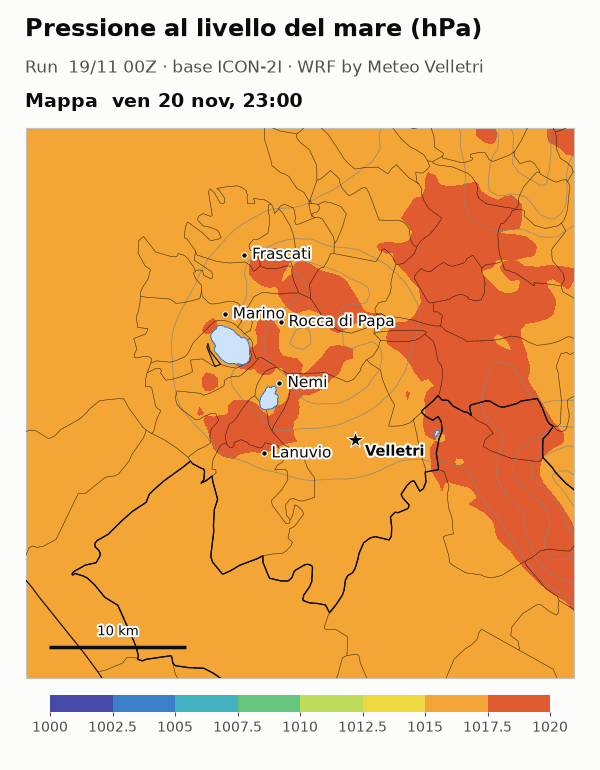 Pressione al livello del mare (hPa)
Run  19/11 00Z · base ICON-2I · WRF by Meteo Velletri
Mappa  ven 20 nov, 23:00
Frascati
Marino
Rocca di Papa
Nemi
Velletri
Lanuvio
10 km
1000 1002.5 1005 1007.5 1010 1012.5 1015 1017.5 1020